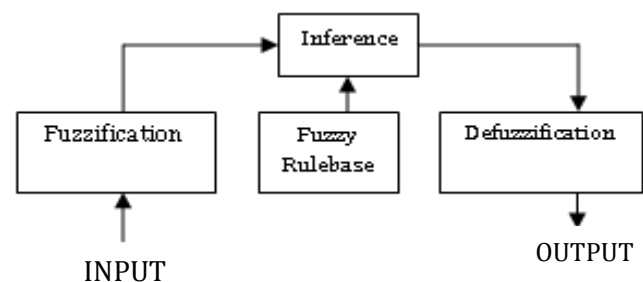 Inference
Fuzzification
Fuzzy
Rulebase
Defuzzification
INPUT
OUTPUT